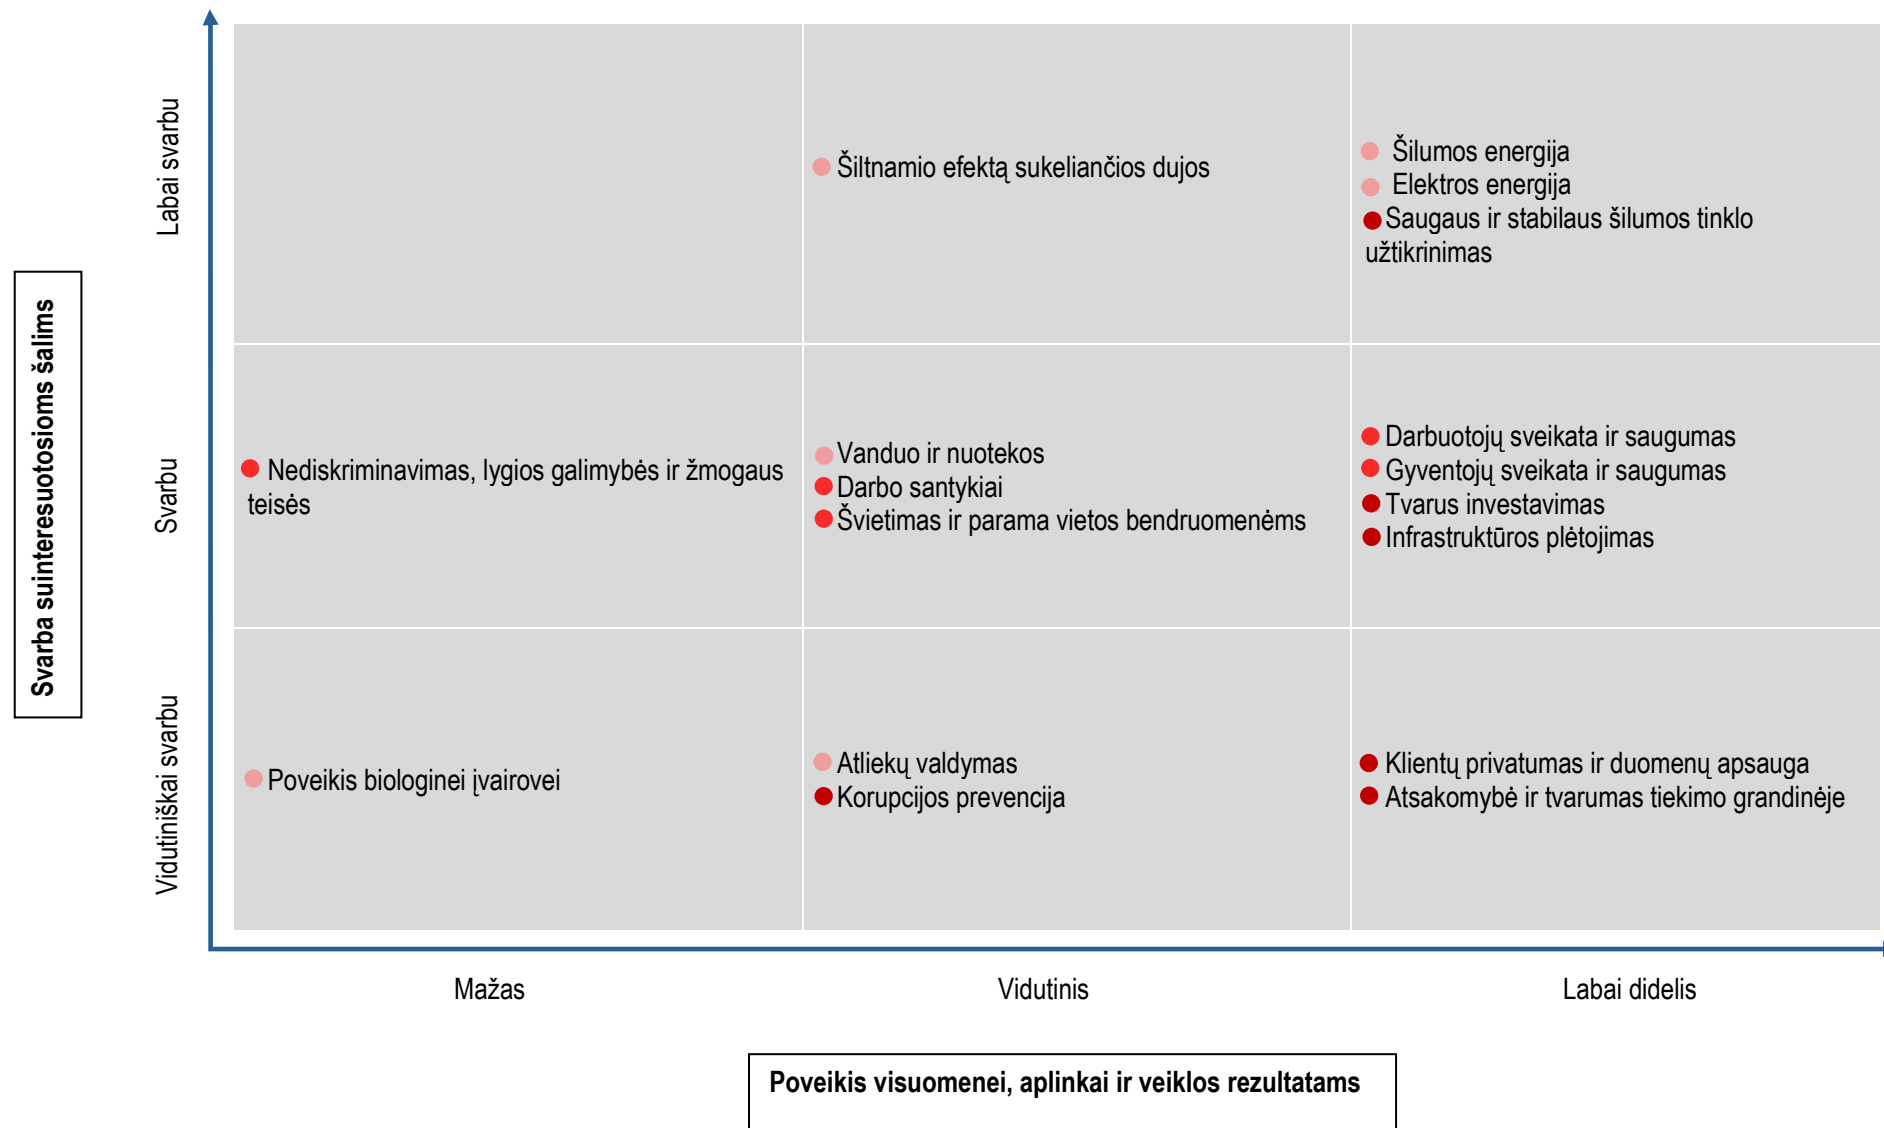 Svarba suinteresuotosioms šalims
Labai svarbu
Šiltnamio efektą sukeliančios dujos
Šilumos energija
Elektros energija
Saugaus ir stabilaus šilumos tinklo
užtikrinimas
Svarbu
Nediskriminavimas, lygios galimybės ir žmogaus
teisės
Vanduo ir nuotekos
Darbo santykiai
Švietimas ir parama vietos bendruomenėms
Darbuotojų sveikata ir saugumas
Gyventojų sveikata ir saugumas
Tvarus investavimas
Infrastruktūros plėtojimas
Vidutiniškai svarbu
Poveikis biologinei įvairovei
Atliekų valdymas
Korupcijos prevencija
Klientų privatumas ir duomenų apsauga
Atsakomybė ir tvarumas tiekimo grandinėje
Mažas
Vidutinis
Labai didelis
Poveikis visuomenei, aplinkai ir veiklos rezultatams